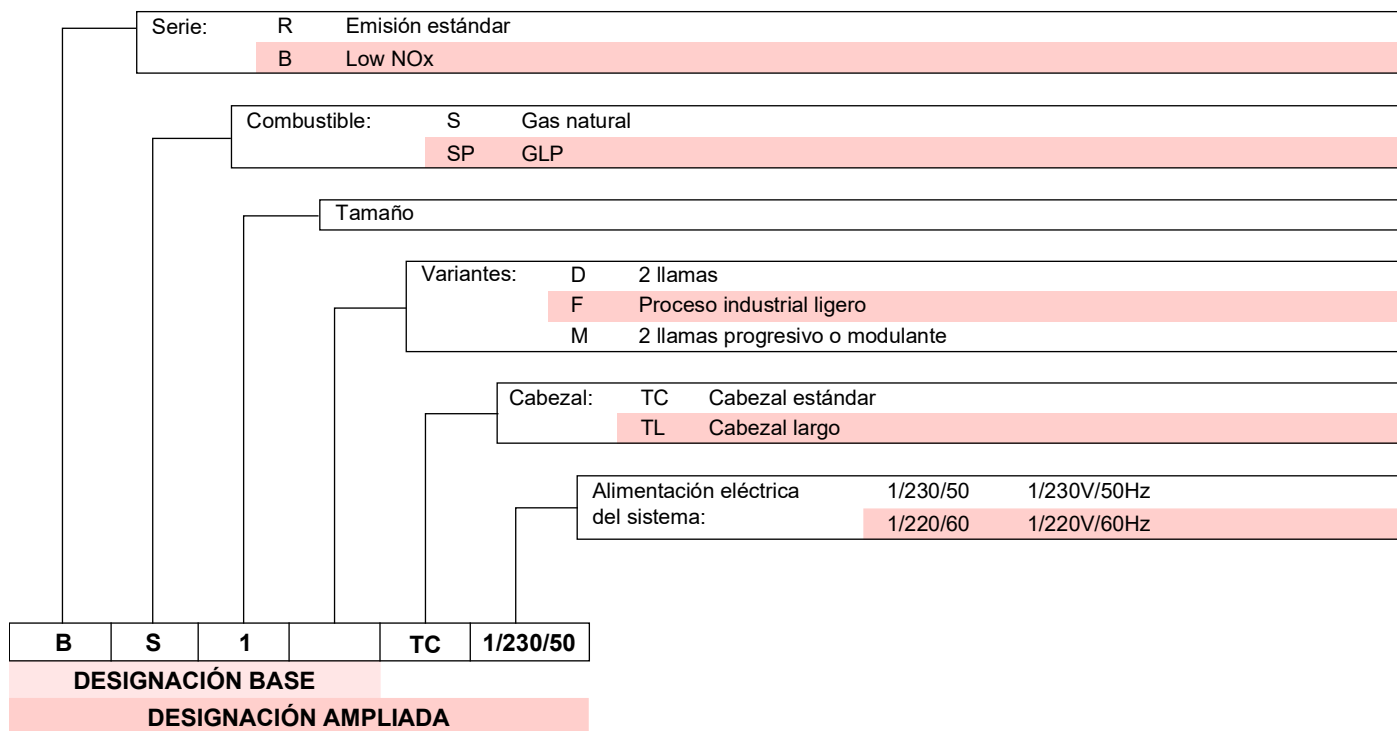 Serie: R Emisión estándar
B Low NOx
Combustible: S Gas natural
SP GLP
Tamaño
Variantes: D 2 llamas
F Proceso industrial ligero
M 2 llamas progresivo o modulante
Cabezal: TC Cabezal estándar
TL Cabezal largo
Alimentación eléctrica 1/230/50 1/230V/50Hz
del sistema: 1/220/60 1/220V/60Hz
B S 1 TC 1/230/50
DESIGNACIÓN BASE
DESIGNACIÓN AMPLIADA